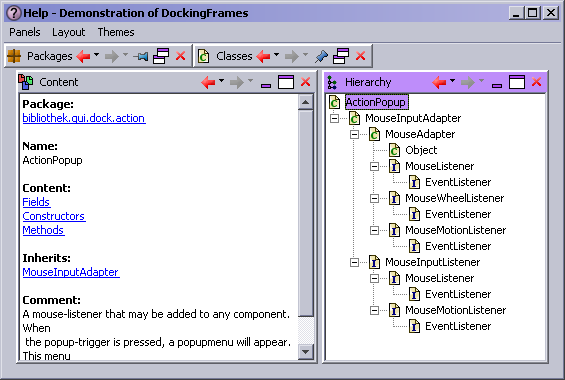 Help - Demonstration of DockingFrames
Panels Layout Themes
Packages Classes
Content
Package:
bibliothek.gui.dock.action
Name:
ActionPopup
Content:
Fields
Constructors
Methods
Inherits:
MouseInputAdapter
Comment:
A mouse-listener that may be added to any component.
When
the popup-trigger is pressed, a popupmenu will appear.
This menu
Hierarchy
ActionPopup
MouseInputAdapter
MouseAdapter
Object
MouseListener
EventListener
MouseWheelListener
EventListener
MouseMotionListener
EventListener
MouseInputListener
MouseListener
EventListener
MouseMotionListener
EventListener